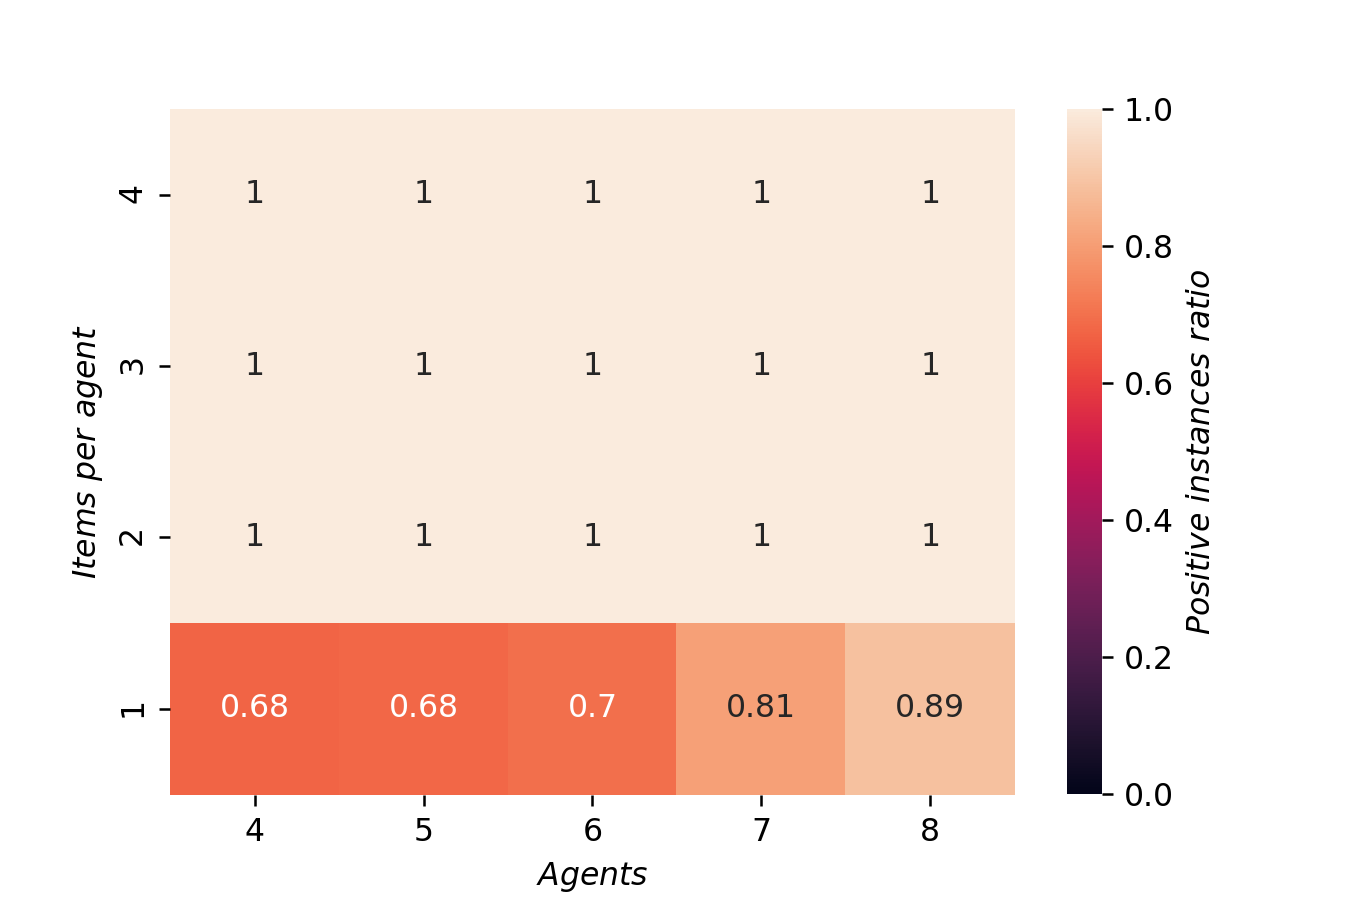 4 1 1 1 1 1
3 1 1 1 1 1
2 1 1 1 1 1
1 0.68 0.68 0.7 0.81 0.89
4 5 6 7 8
Agents
Items per agent
1.0
0.8
0.6
0.4
0.2
0.0
Positive instances ratio